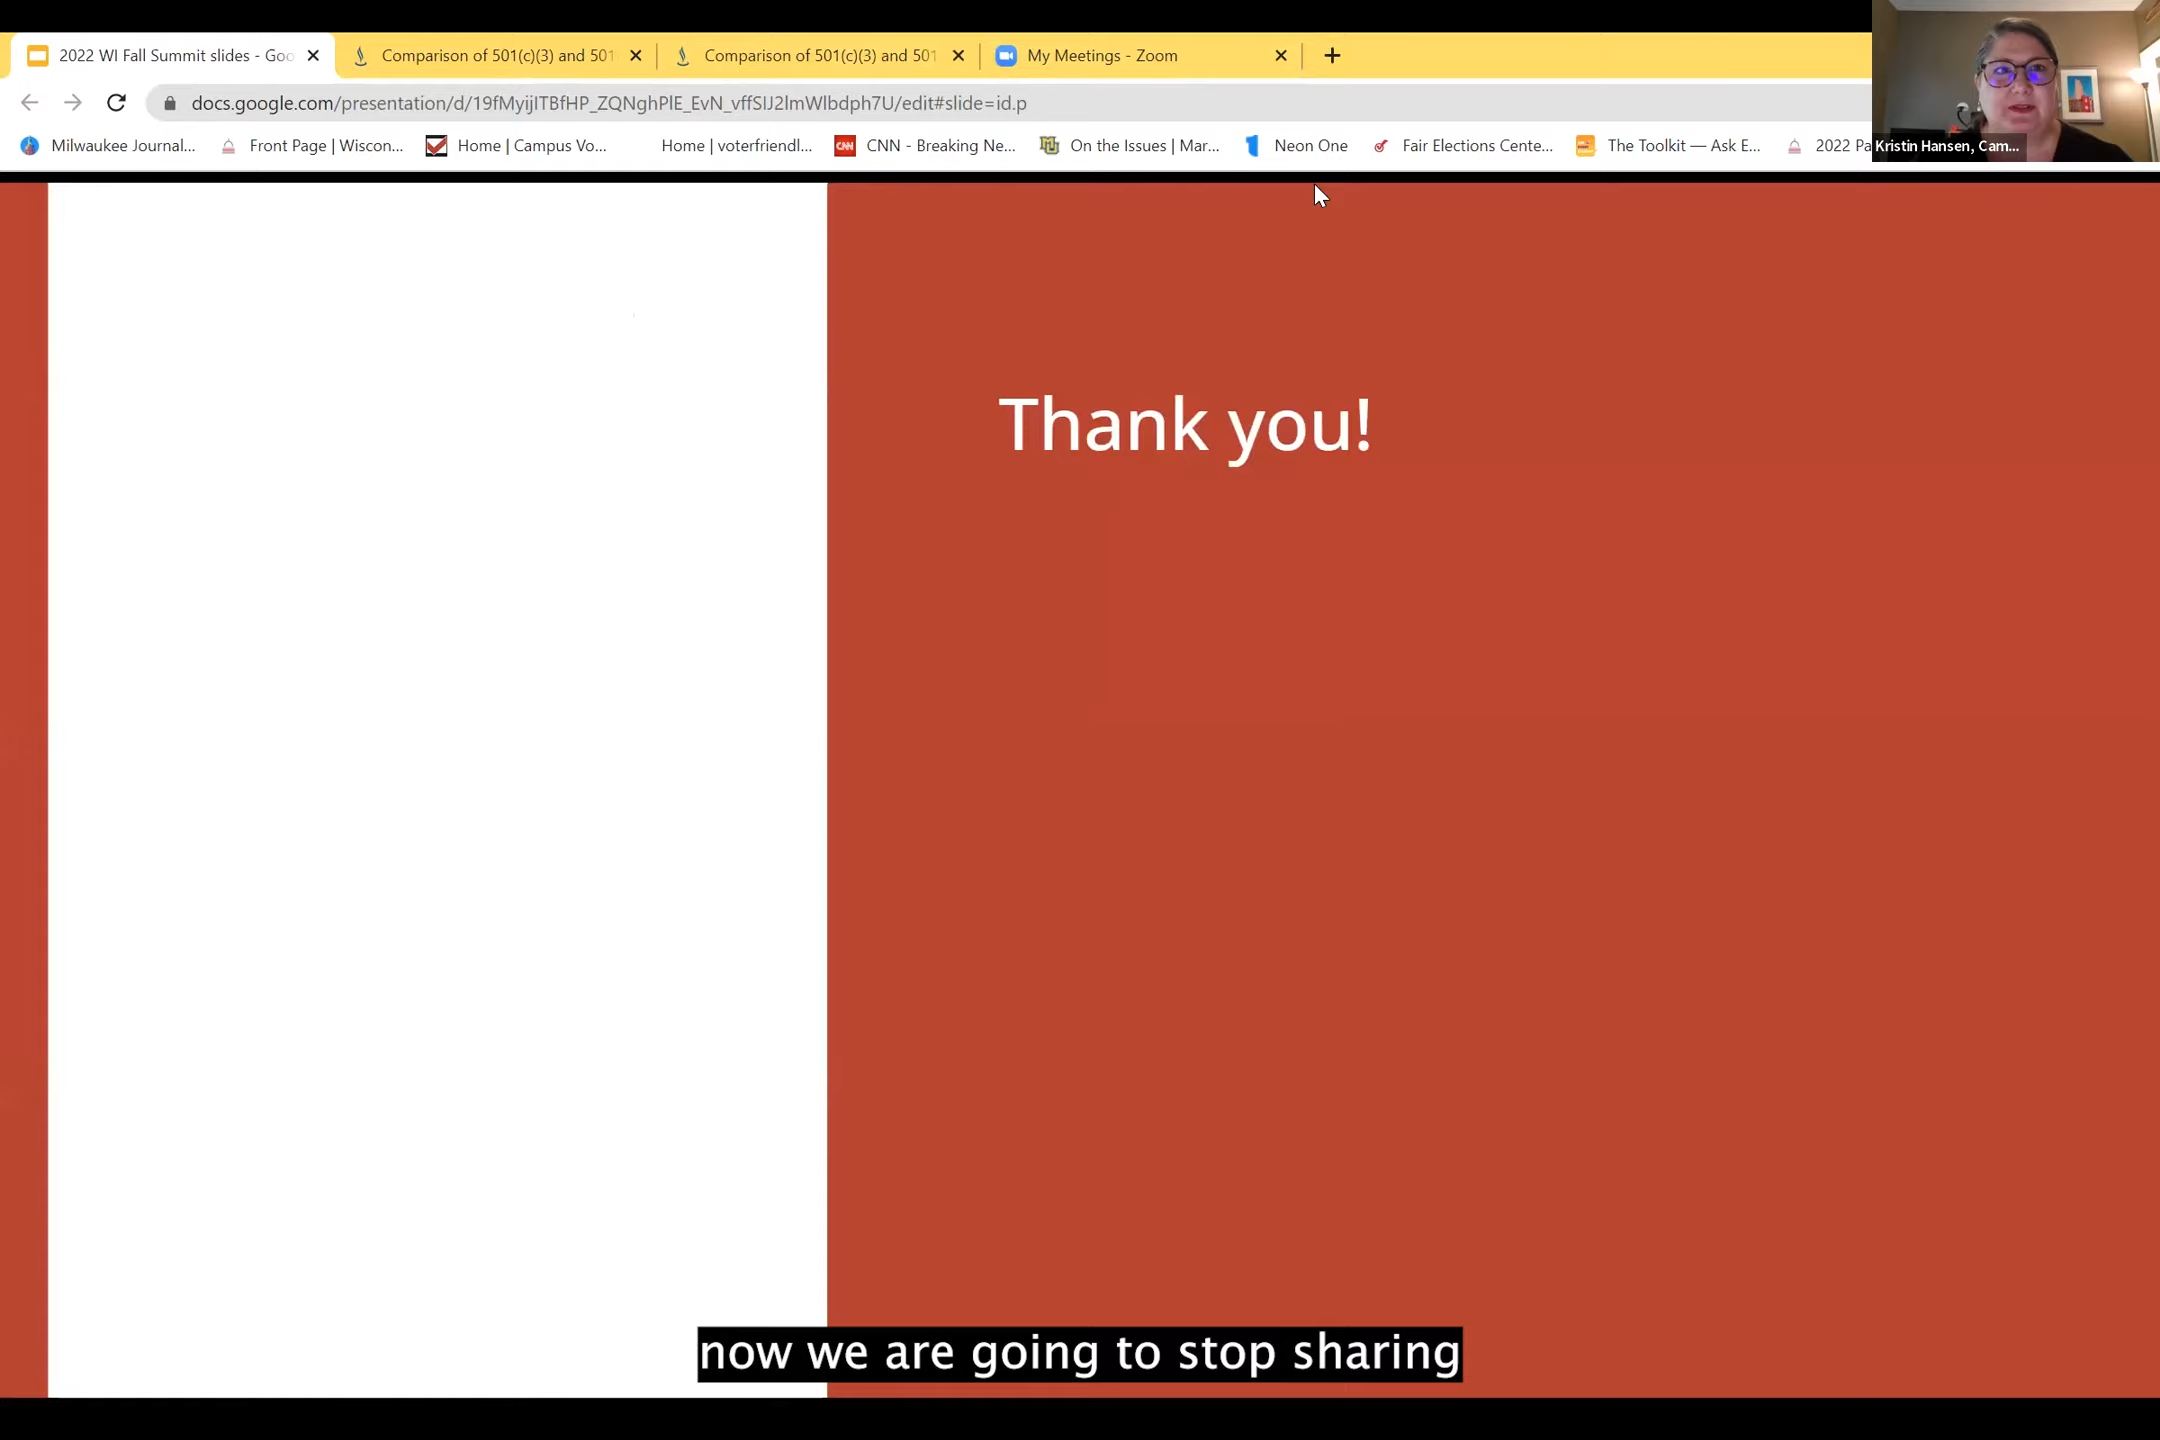 2022 WI Fall Summit slides - Goo
Comparison of 501(c)(3) and 501
Comparison of 501(c)(3) and 501
My Meetings - Zoom
docs.google.com/presentation/d/19fMyijITBfHP_ZQNghPlE_EvN_vffSIJ2lmWlbdph7U/edit#slide=id.p
Milwaukee Journal...
Front Page | Wiscon...
Home | Campus Vo...
Home | voterfriendl...
CNN - Breaking Ne...
On the Issues | Mar...
Neon One
Fair Elections Cente...
The Toolkit — Ask E...
2022 Pa
Kristin Hansen, Cam...
Thank you!
now we are going to stop sharing